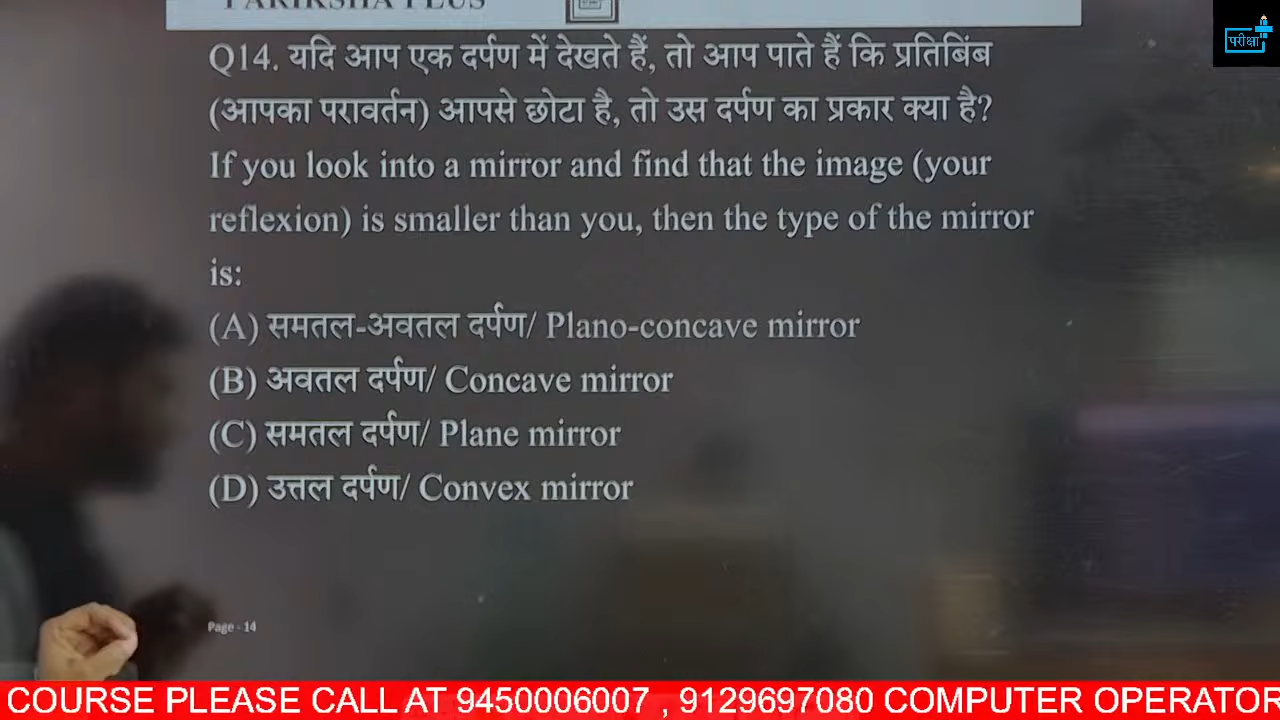 PARIKSHA PLUS
परीक्षा
Q14. यदि आप एक दर्पण में देखते हैं, तो आप पाते हैं कि प्रतिबिंब
(आपका परावर्तन) आपसे छोटा है, तो उस दर्पण का प्रकार क्या है?
If you look into a mirror and find that the image (your
reflexion) is smaller than you, then the type of the mirror
is:
(A) समतल-अवतल दर्पण/ Plano-concave mirror
(B) अवतल दर्पण/ Concave mirror
(C) समतल दर्पण/ Plane mirror
(D) उत्तल दर्पण/ Convex mirror
Page - 14
COURSE PLEASE CALL AT 9450006007 , 9129697080 COMPUTER OPERATOR